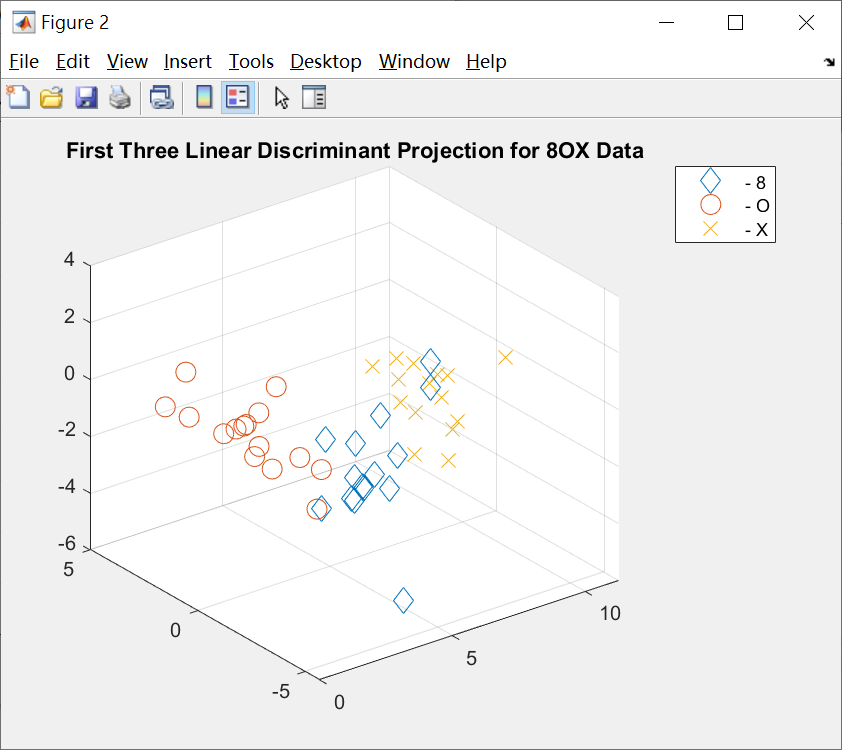 Figure 2
File Edit View Insert Tools Desktop Window Help
First Three Linear Discriminant Projection for 8OX Data
- 8
- O
- X
4
2
0
-2
-4
-6
5
0
-5
0
5
10